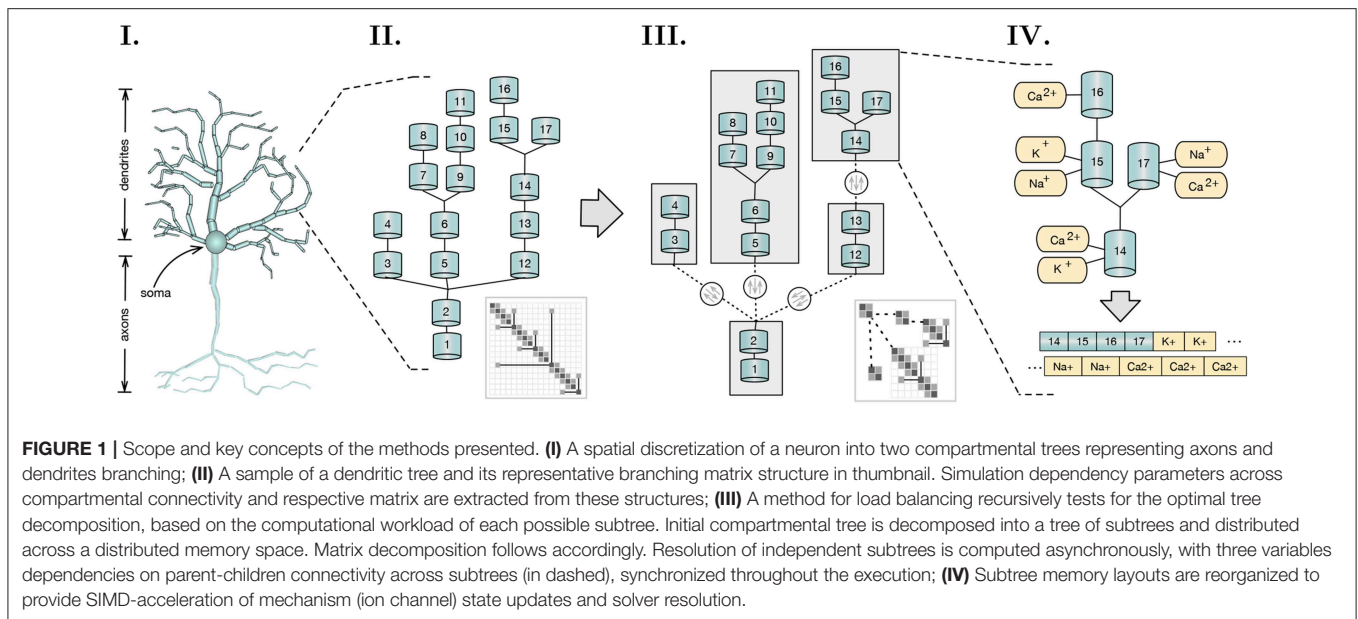 I.
II.
III.
IV.
dendrites
axons
soma
11
16
8
10
15
17
7
9
14
4
6
13
3
5
12
2
1
16
11
15
17
8
10
14
7
9
4
6
13
3
5
12
2
1
Ca2+
16
K+
15
17
Na+
Na+
Ca2+
Ca2+
14
K+
14 15 16 17 K+ K+ ...
... Na+ Na+ Ca2+ Ca2+ Ca2+
FIGURE 1 | Scope and key concepts of the methods presented. (I) A spatial discretization of a neuron into two compartmental trees representing axons and
dendrites branching; (II) A sample of a dendritic tree and its representative branching matrix structure in thumbnail. Simulation dependency parameters across
compartmental connectivity and respective matrix are extracted from these structures; (III) A method for load balancing recursively tests for the optimal tree
decomposition, based on the computational workload of each possible subtree. Initial compartmental tree is decomposed into a tree of subtrees and distributed
across a distributed memory space. Matrix decomposition follows accordingly. Resolution of independent subtrees is computed asynchronously, with three variables
dependencies on parent-children connectivity across subtrees (in dashed), synchronized throughout the execution; (IV) Subtree memory layouts are reorganized to
provide SIMD-acceleration of mechanism (ion channel) state updates and solver resolution.